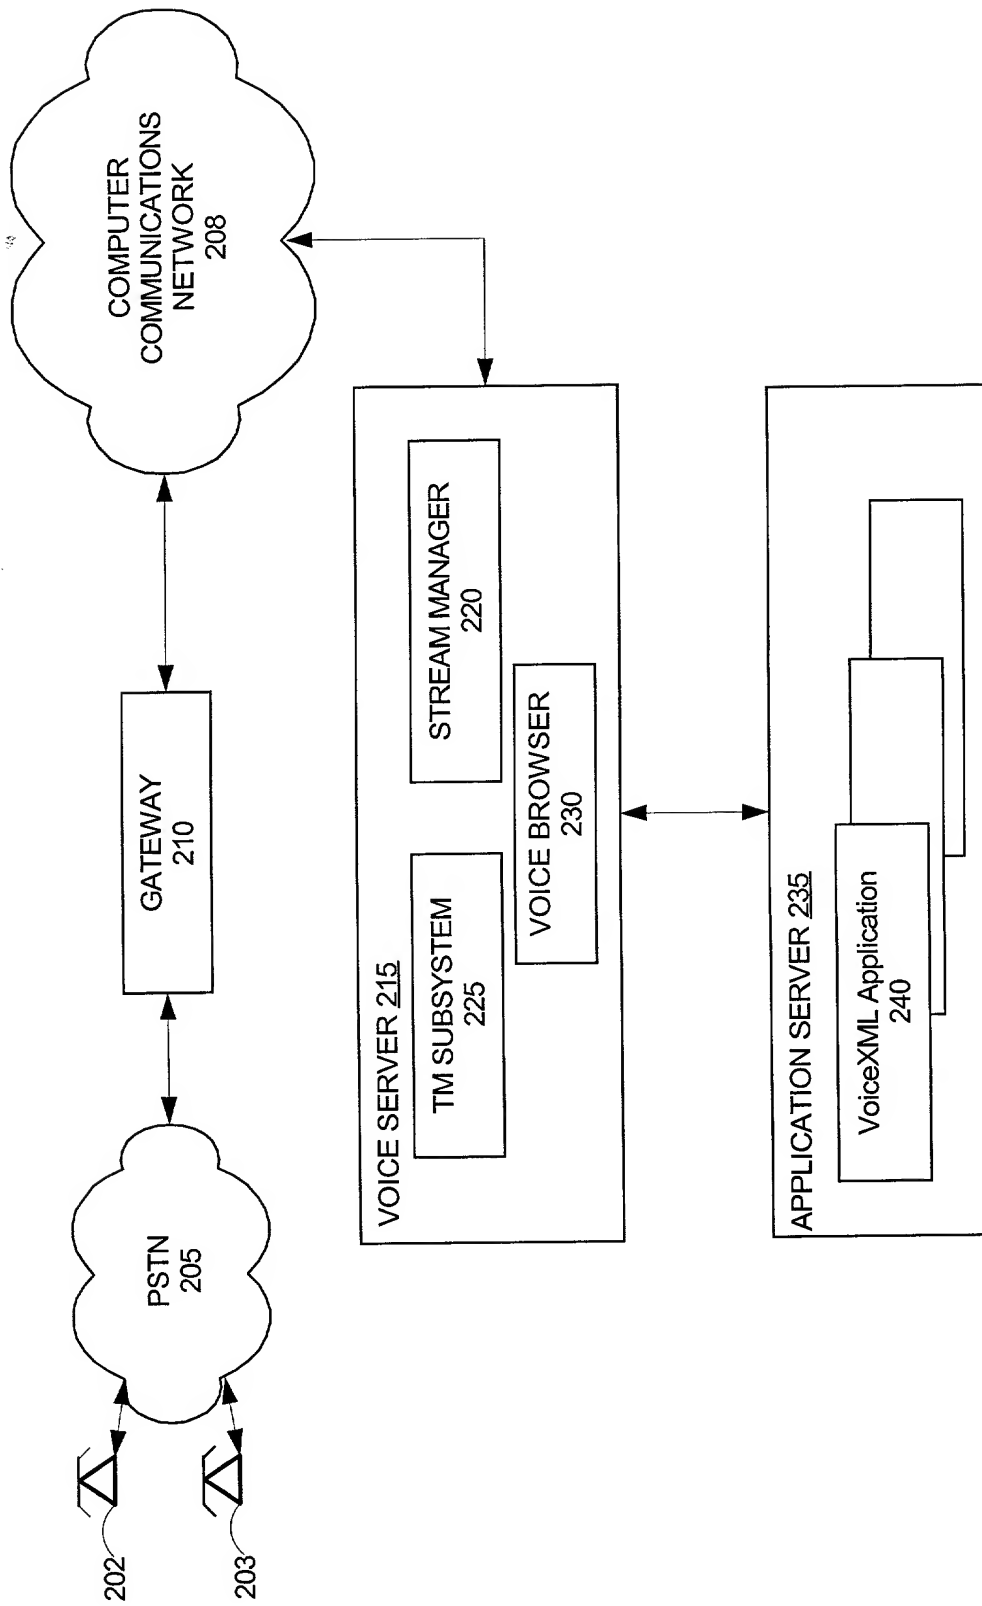 202
203
PSTN
205
GATEWAY
210
COMPUTER
COMMUNICATIONS
NETWORK
208
VOICE SERVER 215
TM SUBSYSTEM
225
STREAM MANAGER
220
VOICE BROWSER
230
APPLICATION SERVER 235
VoiceXML Application
240